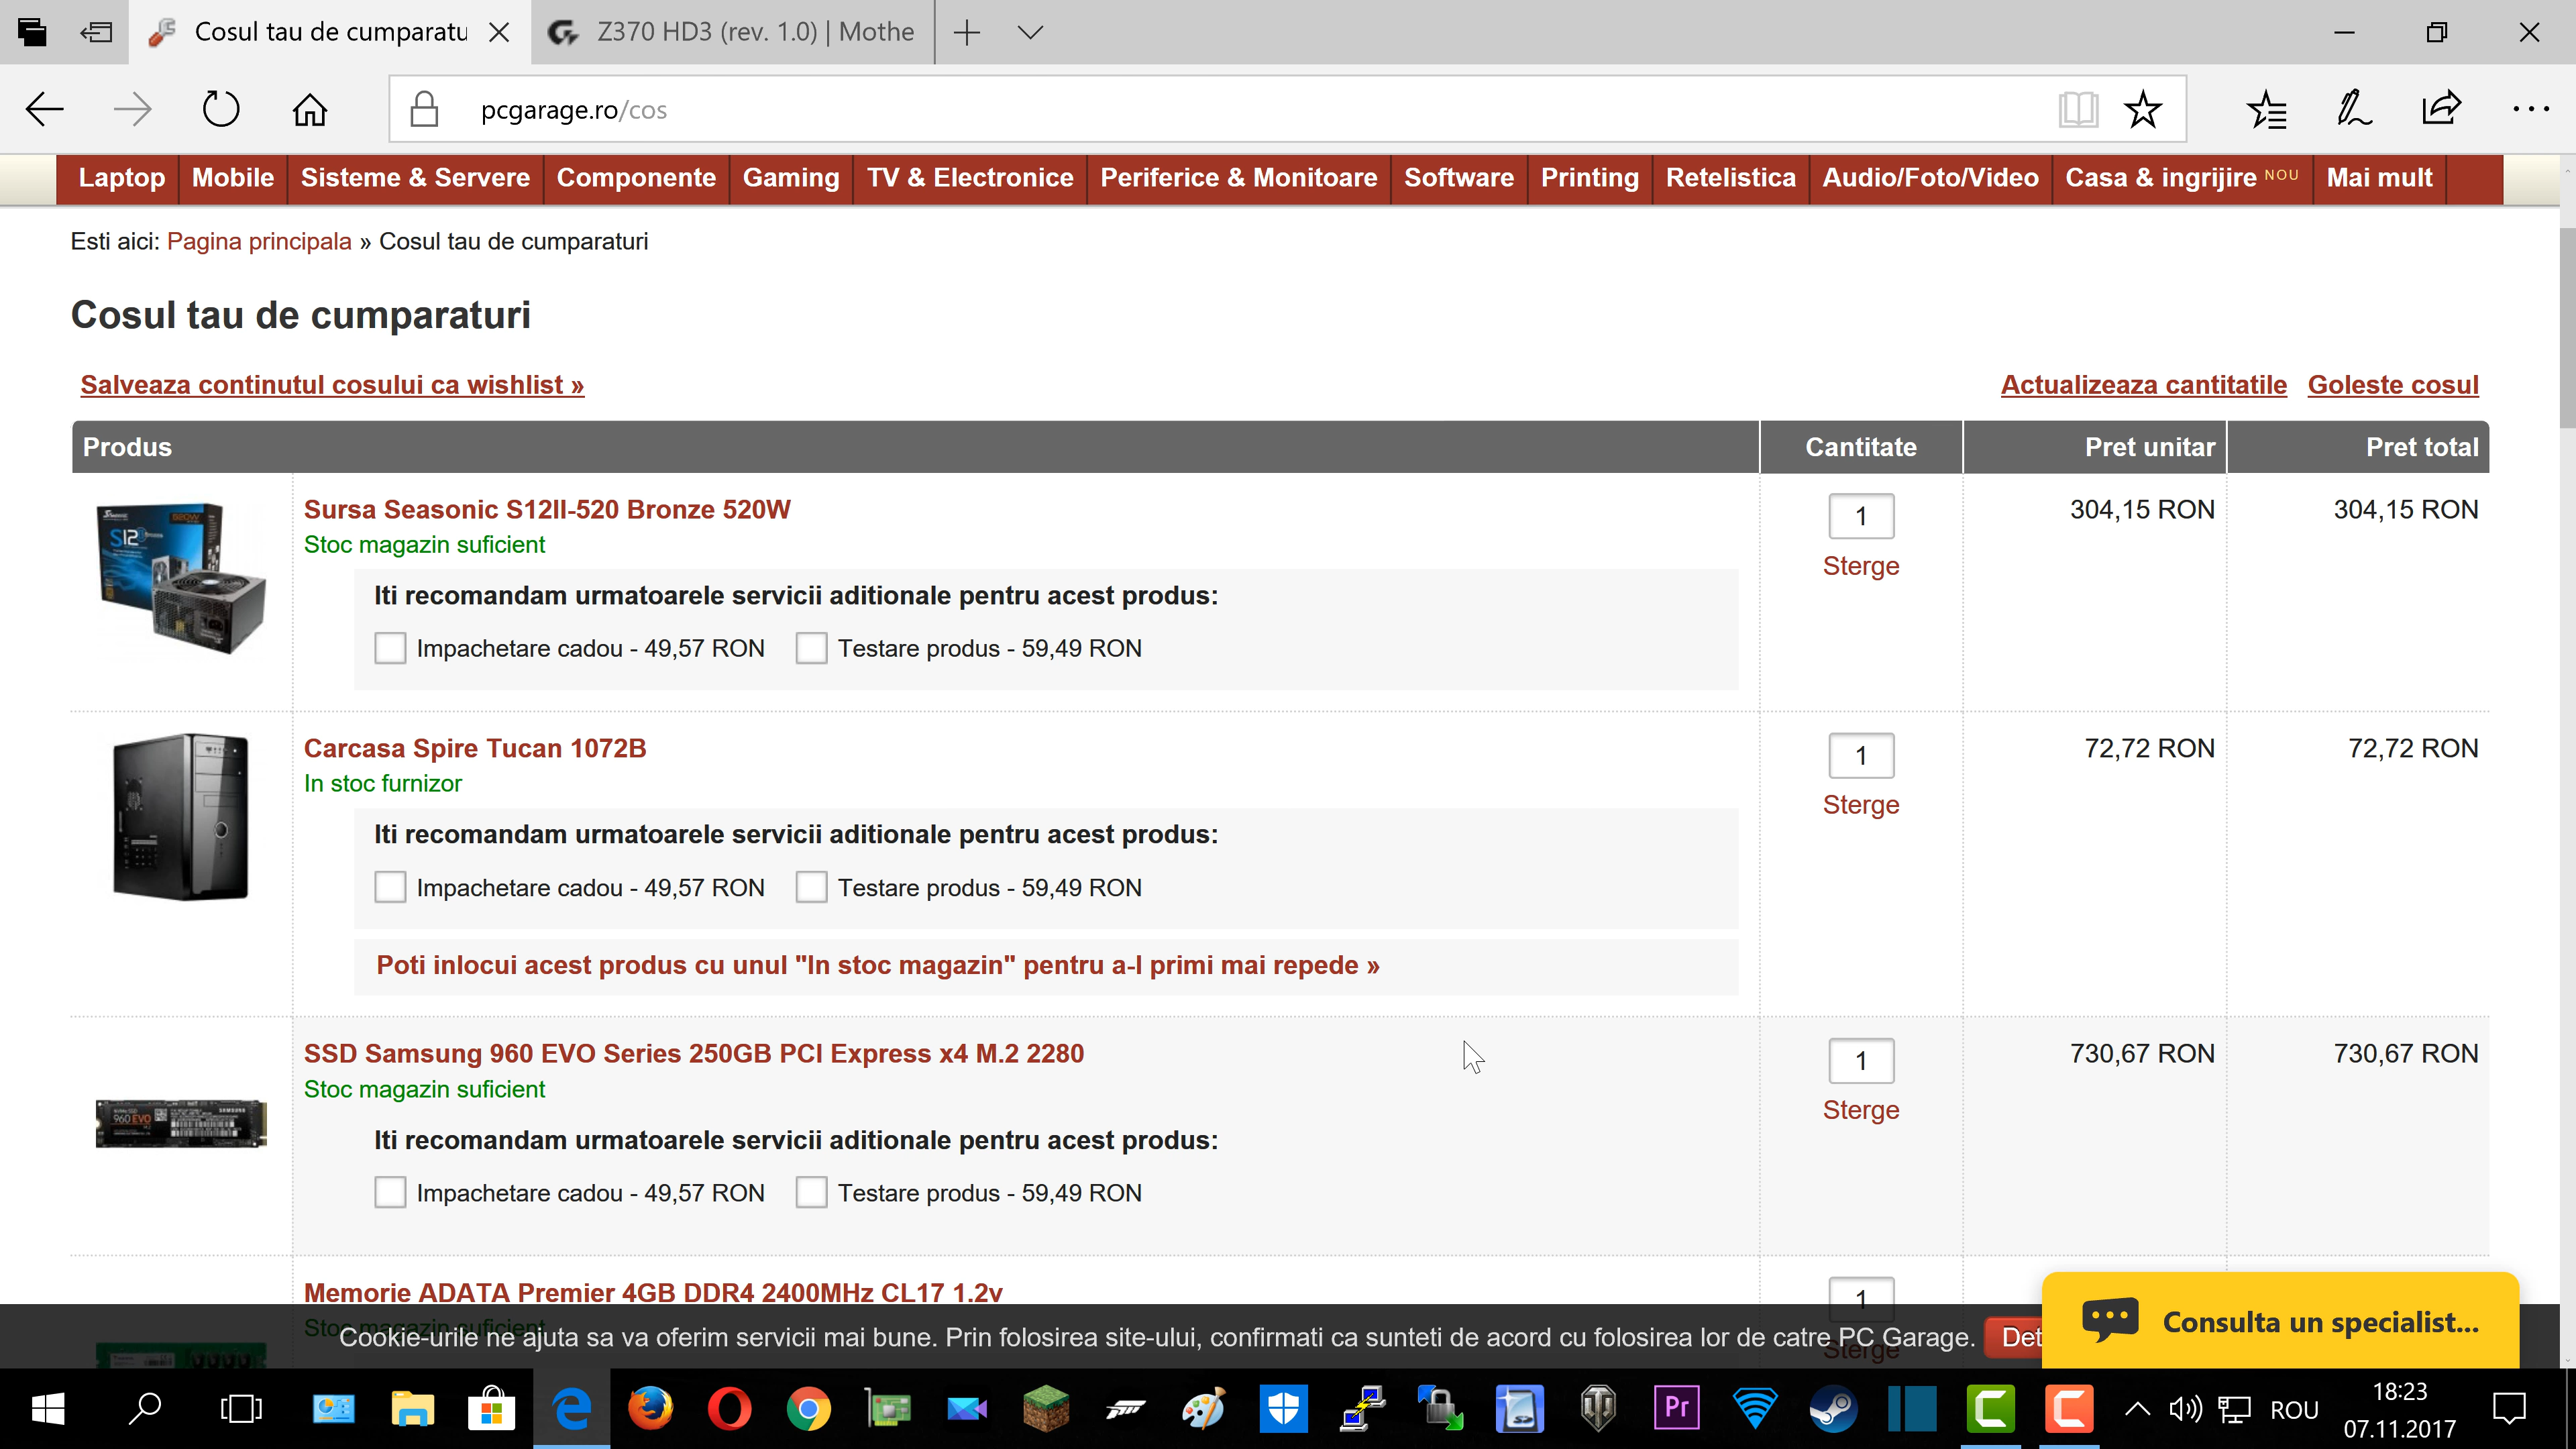 Cosul tau de cumparatu
Z370 HD3 (rev. 1.0) | Mothe
pcgarage.ro/cos
Laptop Mobile Sisteme & Servere Componente Gaming TV & Electronice Periferice & Monitoare Software Printing Retelistica Audio/Foto/Video Casa & ingrijire NOU Mai mult
Esti aici: Pagina principala » Cosul tau de cumparaturi
Cosul tau de cumparaturi
Salveaza continutul cosului ca wishlist » Actualizeaza cantitatile Goleste cosul
Produs Cantitate Pret unitar Pret total
Sursa Seasonic S12II-520 Bronze 520W 1 304,15 RON 304,15 RON
Stoc magazin suficient
Sterge
Iti recomandam urmatoarele servicii aditionale pentru acest produs:
Impachetare cadou - 49,57 RON Testare produs - 59,49 RON
Carcasa Spire Tucan 1072B 1 72,72 RON 72,72 RON
In stoc furnizor
Sterge
Iti recomandam urmatoarele servicii aditionale pentru acest produs:
Impachetare cadou - 49,57 RON Testare produs - 59,49 RON
Poti inlocui acest produs cu unul "In stoc magazin" pentru a-l primi mai repede »
SSD Samsung 960 EVO Series 250GB PCI Express x4 M.2 2280 1 730,67 RON 730,67 RON
Stoc magazin suficient
Sterge
Iti recomandam urmatoarele servicii aditionale pentru acest produs:
Impachetare cadou - 49,57 RON Testare produs - 59,49 RON
Memorie ADATA Premier 4GB DDR4 2400MHz CL17 1.2v 1
Stoc magazin suficient
Sterge
Cookie-urile ne ajuta sa va oferim servicii mai bune. Prin folosirea site-ului, confirmati ca sunteti de acord cu folosirea lor de catre PC Garage. Det
Consulta un specialist...
Pr
ROU
18:23
07.11.2017